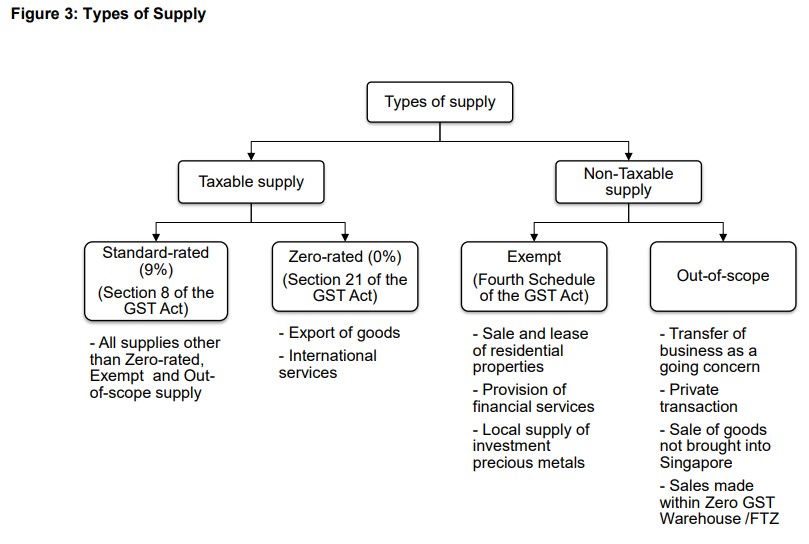 Figure 3: Types of Supply
Types of supply
Taxable supply
Non-Taxable
supply
Standard-rated
(9%)
(Section 8 of the
GST Act)
Zero-rated (0%)
(Section 21 of the
GST Act)
Exempt
(Fourth Schedule
of the GST Act)
Out-of-scope
- All supplies other
than Zero-rated,
Exempt and Out-
of-scope supply
- Export of goods
- International
services
- Sale and lease
of residential
properties
- Provision of
financial services
- Local supply of
investment
precious metals
- Transfer of
business as a
going concern
- Private
transaction
- Sale of goods
not brought into
Singapore
- Sales made
within Zero GST
Warehouse /FTZ